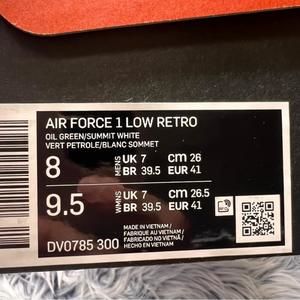 AIR FORCE 1 LOW RETRO
OIL GREEN/SUMMIT WHITE
VERT PETROLE/BLANC SOMMET
8 MENS UK 7 cm 26
BR 39.5 EUR 41
9.5 WMNS UK 7 cm 26.5
BR 39.5 EUR 41
DV0785 300
MADE IN VIETNAM /
FABRIQUE AU VIETNAM /
FABRICADO NO VIETNÃ /
HECHO EN VIETNAM